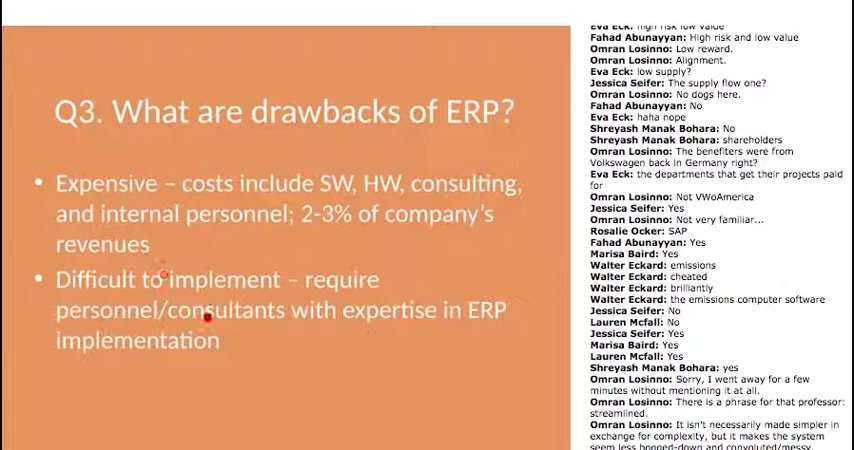 Q3. What are drawbacks of ERP?
• Expensive – costs include SW, HW, consulting,
and internal personnel; 2-3% of company's
revenues
• Difficult to implement – require
personnel/consultants with expertise in ERP
implementation
Eva Eck: high risk low value
Fahad Abunayyan: High risk and low value
Omran Losinno: Low reward.
Omran Losinno: Alignment.
Eva Eck: low supply?
Jessica Seifer: The supply flow one?
Omran Losinno: No dogs here.
Fahad Abunayyan: No
Eva Eck: haha nope
Shreyash Manak Bohara: No
Shreyash Manak Bohara: shareholders
Omran Losinno: The benefiters were from
Volkswagen back in Germany right?
Eva Eck: the departments that get their projects paid
for
Omran Losinno: Not VWoAmerica
Jessica Seifer: Yes
Omran Losinno: Not very familiar...
Rosalie Ocker: SAP
Fahad Abunayyan: Yes
Marisa Baird: Yes
Walter Eckard: emissions
Walter Eckard: cheated
Walter Eckard: brilliantly
Walter Eckard: the emissions computer software
Jessica Seifer: No
Lauren Mcfall: No
Jessica Seifer: Yes
Marisa Baird: Yes
Lauren Mcfall: Yes
Shreyash Manak Bohara: yes
Omran Losinno: Sorry, I went away for a few
minutes without mentioning it at all.
Omran Losinno: There is a phrase for that professor:
streamlined.
Omran Losinno: It isn't necessarily made simpler in
exchange for complexity, but it makes the system
seem less bogged-down and convoluted/messy.